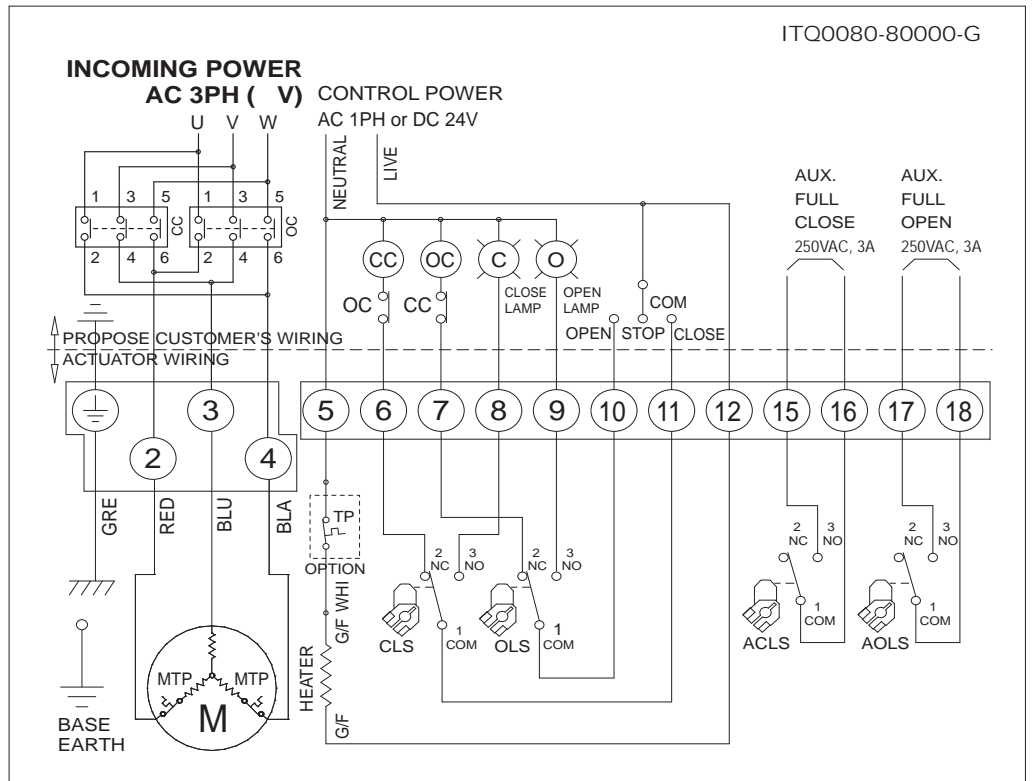 ITQ0080-80000-G
INCOMING POWER
AC 3PH ( V)
CONTROL POWER
AC 1PH or DC 24V
U V W
NEUTRAL
LIVE
1 3 5 1 3 5
CC
OC
2 4 6 2 4 6
CC OC C O
OC
CC
CLOSE
LAMP
OPEN
LAMP
COM
OPEN STOP CLOSE
AUX.
FULL
CLOSE
250VAC, 3A
AUX.
FULL
OPEN
250VAC, 3A
PROPOSE CUSTOMER'S WIRING
ACTUATOR WIRING
3 5 6 7 8 9 10 11 12 15 16 17 18
2 4
GRE
RED
BLU
BLA
TP
OPTION
G/F WHI
HEATER
G/F
2
NC
3
NO
1
COM
CLS
2
NC
3
NO
1
COM
OLS
2
NC
3
NO
1
COM
ACLS
2
NC
3
NO
1
COM
AOLS
MTP MTP
M
BASE
EARTH